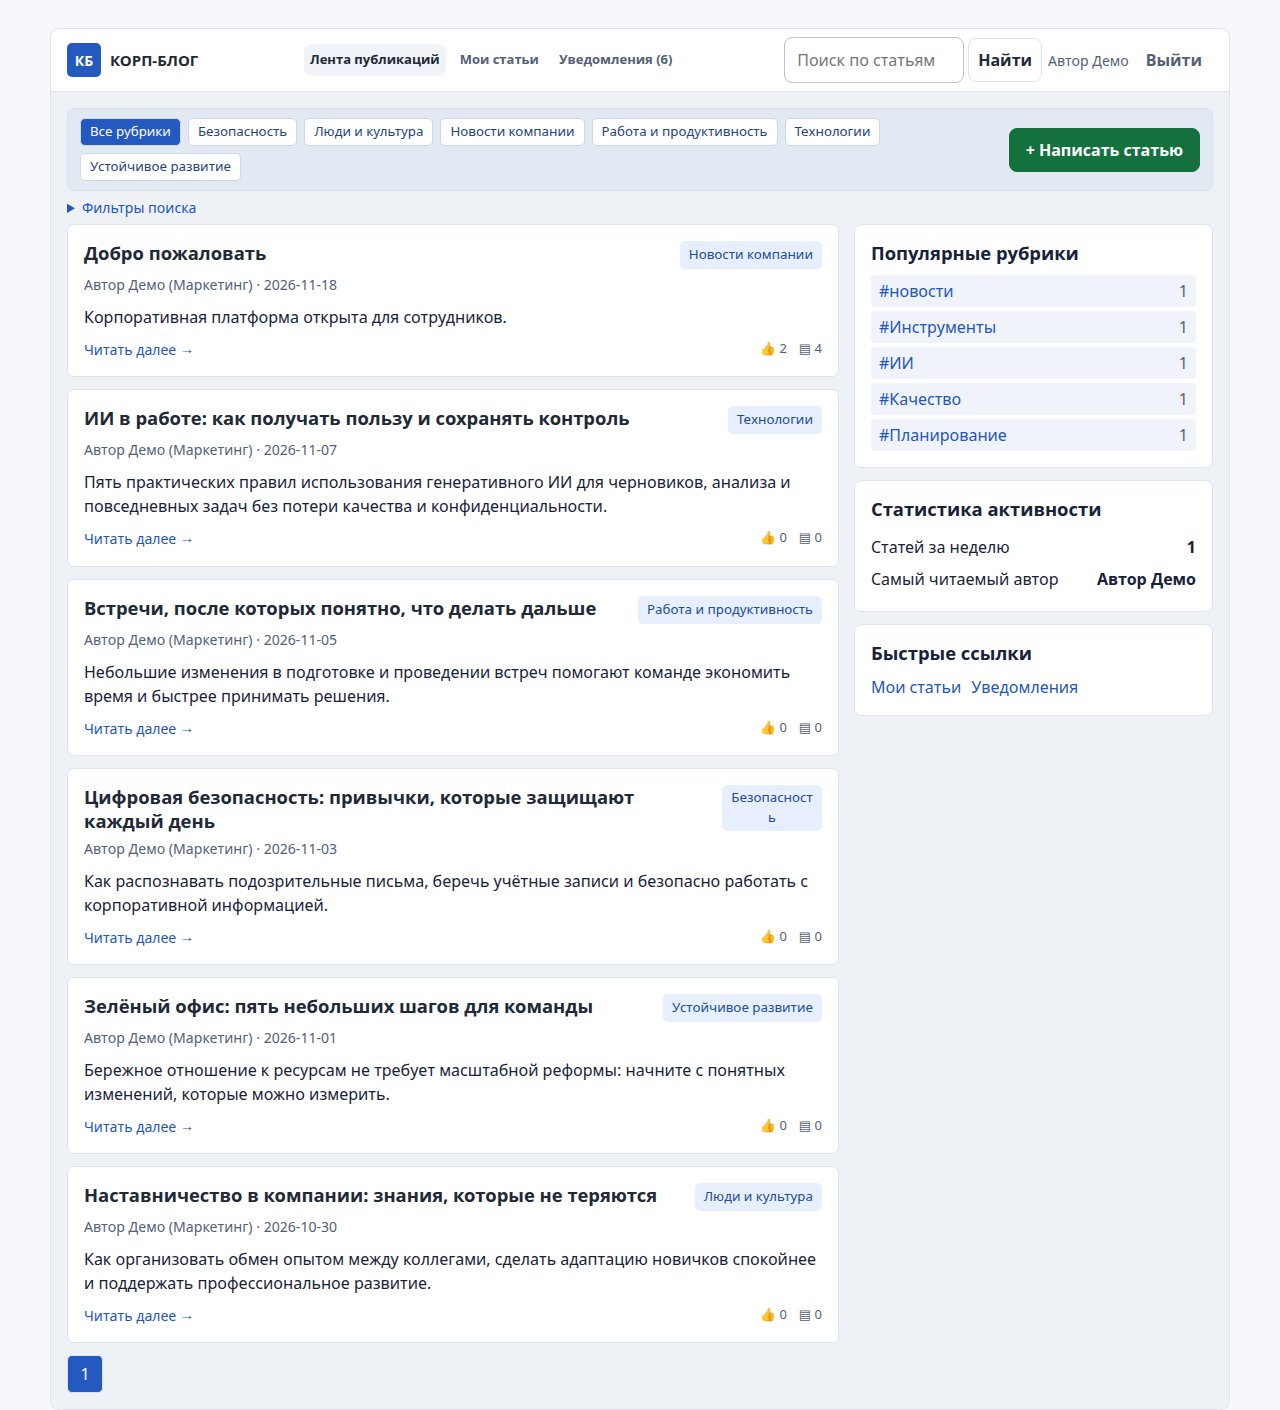 КБ КОРП-БЛОГ Лента публикаций Мои статьи Уведомления (6) Поиск по статьям Найти Автор Демо Выйти
Все рубрики Безопасность Люди и культура Новости компании Работа и продуктивность Технологии
Устойчивое развитие
+ Написать статью
▶ Фильтры поиска
Добро пожаловать Новости компании
Автор Демо (Маркетинг) · 2026-11-18
Корпоративная платформа открыта для сотрудников.
Читать далее → 👍 2 ▤ 4
ИИ в работе: как получать пользу и сохранять контроль Технологии
Автор Демо (Маркетинг) · 2026-11-07
Пять практических правил использования генеративного ИИ для черновиков, анализа и
повседневных задач без потери качества и конфиденциальности.
Читать далее → 👍 0 ▤ 0
Встречи, после которых понятно, что делать дальше Работа и продуктивность
Автор Демо (Маркетинг) · 2026-11-05
Небольшие изменения в подготовке и проведении встреч помогают команде экономить
время и быстрее принимать решения.
Читать далее → 👍 0 ▤ 0
Цифровая безопасность: привычки, которые защищают
каждый день
Безопасност
ь
Автор Демо (Маркетинг) · 2026-11-03
Как распознавать подозрительные письма, беречь учётные записи и безопасно работать с
корпоративной информацией.
Читать далее → 👍 0 ▤ 0
Зелёный офис: пять небольших шагов для команды Устойчивое развитие
Автор Демо (Маркетинг) · 2026-11-01
Бережное отношение к ресурсам не требует масштабной реформы: начните с понятных
изменений, которые можно измерить.
Читать далее → 👍 0 ▤ 0
Наставничество в компании: знания, которые не теряются Люди и культура
Автор Демо (Маркетинг) · 2026-10-30
Как организовать обмен опытом между коллегами, сделать адаптацию новичков спокойнее
и поддержать профессиональное развитие.
Читать далее → 👍 0 ▤ 0
1
Популярные рубрики
#новости 1
#Инструменты 1
#ИИ 1
#Качество 1
#Планирование 1
Статистика активности
Статей за неделю 1
Самый читаемый автор Автор Демо
Быстрые ссылки
Мои статьи Уведомления